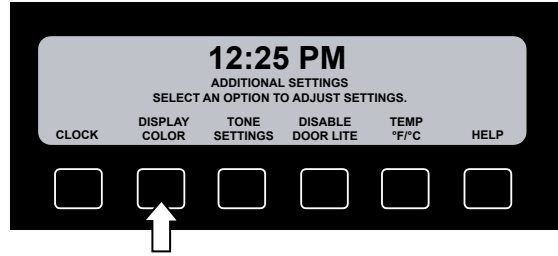 12:25 PM
ADDITIONAL SETTINGS
SELECT AN OPTION TO ADJUST SETTINGS.
CLOCK
DISPLAY
COLOR
TONE
SETTINGS
DISABLE
DOOR LITE
TEMP
°F/°C
HELP